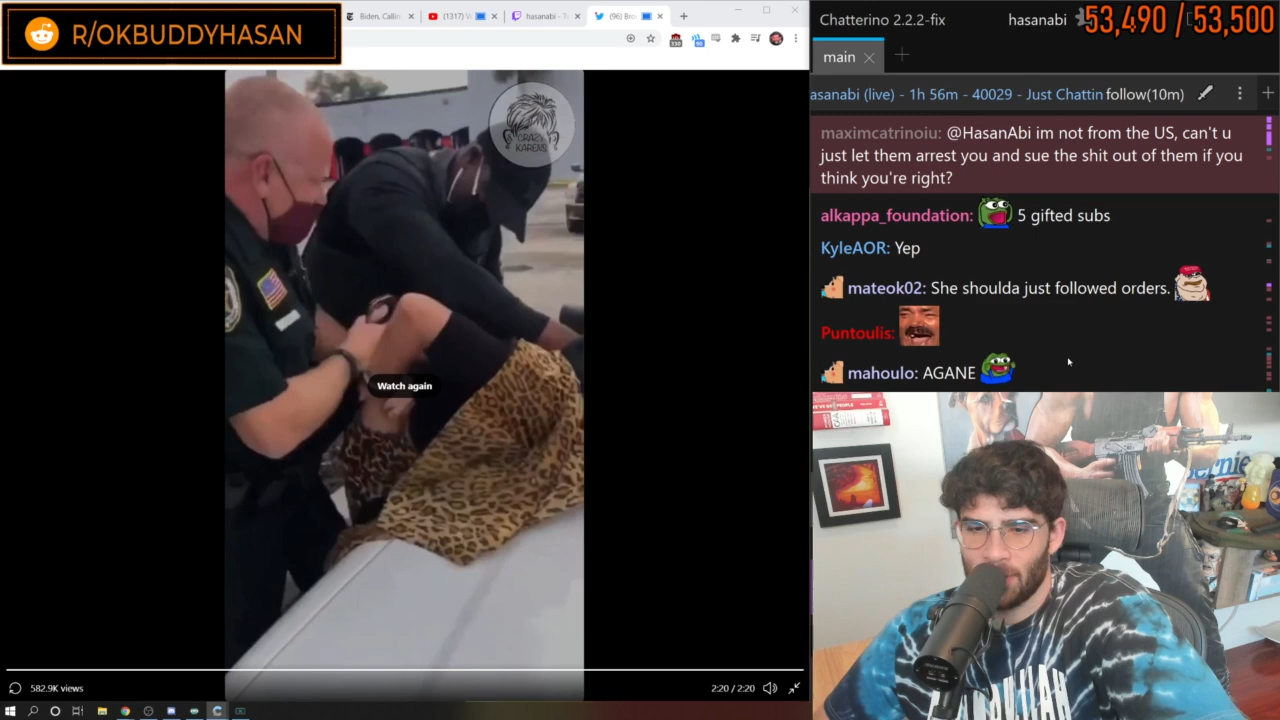 R/OKBUDDYHASAN
Biden, Callin
(1317)
hasanabi - Tw
(96) Bro
Chatterino 2.2.2-fix
hasanabi
53,490 / 53,500
main
asanabi (live) - 1h 56m - 40029 - Just Chattin follow(10m)
maximcatrinoiu: @HasanAbi im not from the US, can't u
just let them arrest you and sue the shit out of them if you
think you're right?
alkappa_foundation: 5 gifted subs
KyleAOR: Yep
mateok02: She shoulda just followed orders.
Puntoulis:
mahoulo: AGANE
CRAZY
KARENS
Watch again
582.9K views
2:20 / 2:20
Bernie